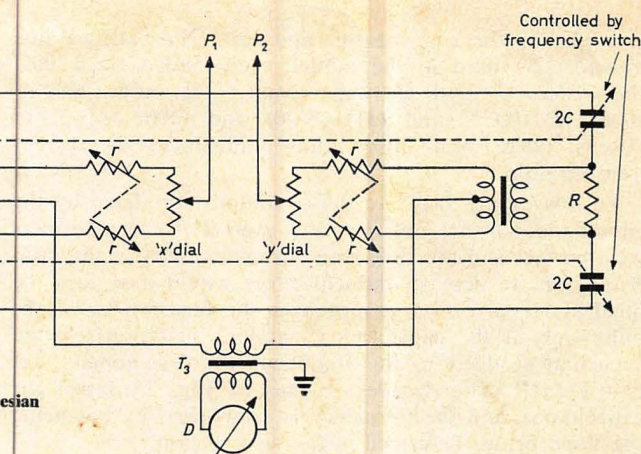 Controlled by
frequency switch
P₁ P₂
2C
r r
R
'x' dial 'y' dial
r r
2C
T₃
esian
D